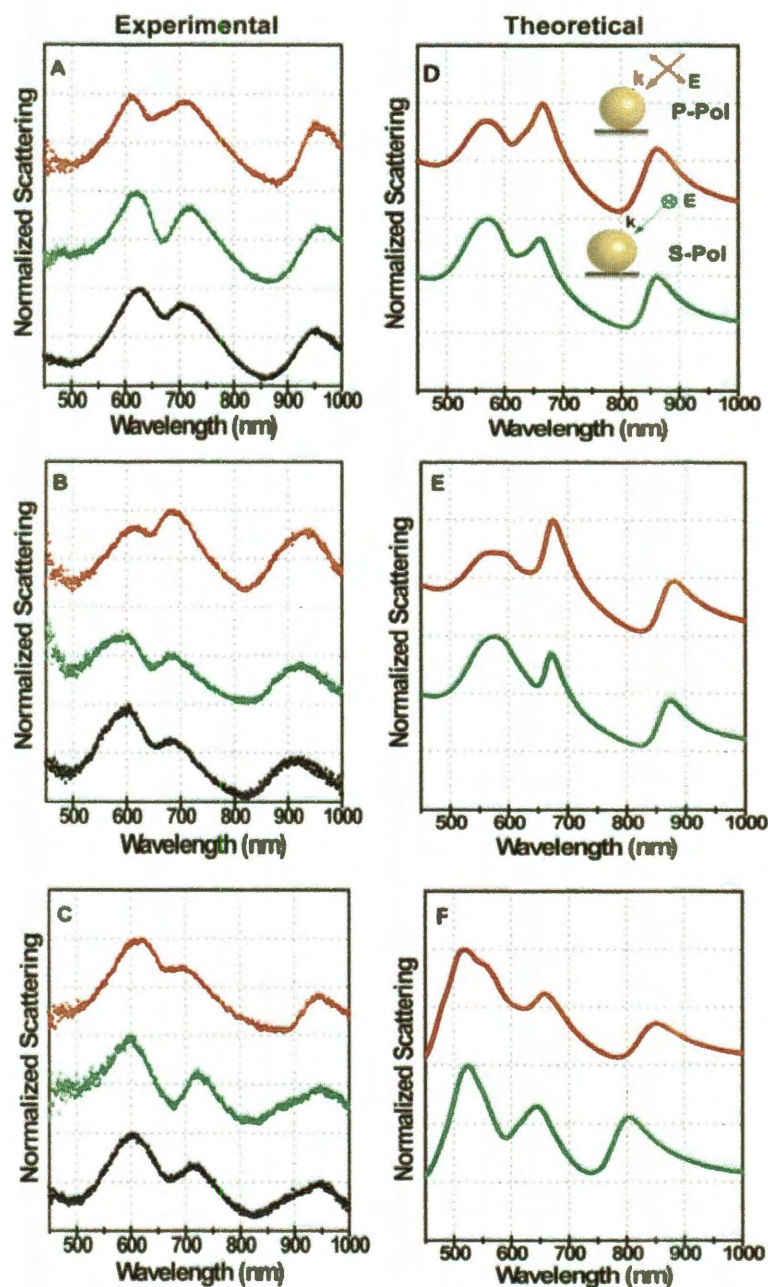 Experimental
Theoretical
A
Normalized Scattering
500 600 700 800 900 1000
Wavelength (nm)
D
k
E
P-Pol
k
E
S-Pol
Normalized Scattering
500 600 700 800 900 1000
Wavelength (nm)
B
Normalized Scattering
500 600 700 800 900 1000
Wavelength (nm)
E
Normalized Scattering
500 600 700 800 900 1000
Wavelength (nm)
C
Normalized Scattering
500 600 700 800 900 1000
Wavelength (nm)
F
Normalized Scattering
500 600 700 800 900 1000
Wavelength (nm)